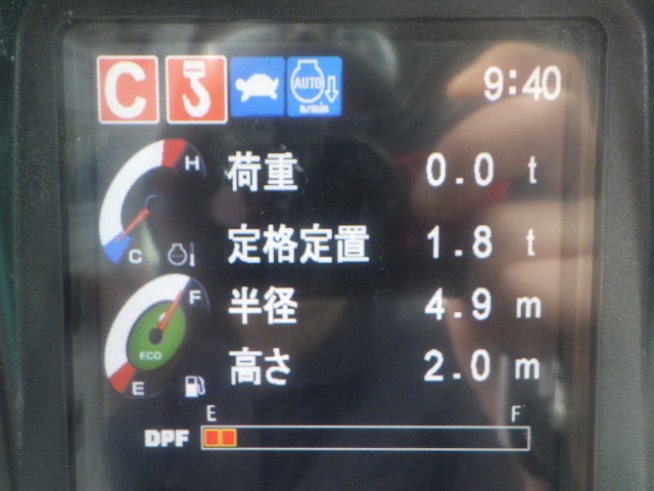 C AUTO n/min 9:40
H
荷重 0.0 t
C
定格定置 1.8 t
F
半径 4.9 m
ECO
E
高さ 2.0 m
E F
DPF